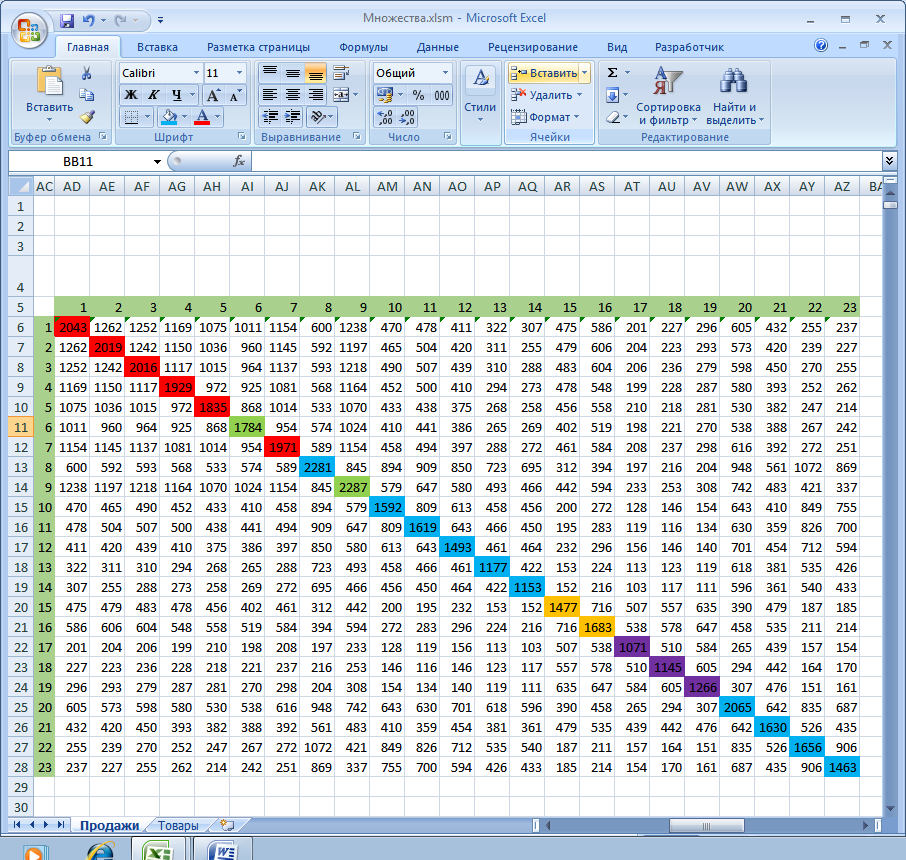 Множества.xlsm - Microsoft Excel
Главная Вставка Разметка страницы Формулы Данные Рецензирование Вид Разработчик
Calibri 11 Общий Вставить Σ
Вставить Ж К Ч A A % 000 Стили Удалить Сортировка и фильтр Найти и выделить
Формат
Буфер обмена Шрифт Выравнивание Число Ячейки Редактирование
BB11 fx
AC AD AE AF AG AH AI AJ AK AL AM AN AO AP AQ AR AS AT AU AV AW AX AY AZ BA
1
2
3
4
5 1 2 3 4 5 6 7 8 9 10 11 12 13 14 15 16 17 18 19 20 21 22 23
6 1 2043 1262 1252 1169 1075 1011 1154 600 1238 470 478 411 322 307 475 586 201 227 296 605 432 255 237
7 2 1262 2019 1242 1150 1036 960 1145 592 1197 465 504 420 311 255 479 606 204 223 293 573 420 239 227
8 3 1252 1242 2016 1117 1015 964 1137 593 1218 490 507 439 310 288 483 604 206 236 279 598 450 270 255
9 4 1169 1150 1117 1929 972 925 1081 568 1164 452 500 410 294 273 478 548 199 228 287 580 393 252 262
10 5 1075 1036 1015 972 1835 868 1014 533 1070 433 438 375 268 258 456 558 210 218 281 530 382 247 214
11 6 1011 960 964 925 868 1784 954 574 1024 410 441 386 265 269 402 519 198 221 270 538 388 267 242
12 7 1154 1145 1137 1081 1014 954 1971 589 1154 458 494 397 288 272 461 584 208 237 298 616 392 272 251
13 8 600 592 593 568 533 574 589 2281 845 894 909 850 723 695 312 394 197 216 204 948 561 1072 869
14 9 1238 1197 1218 1164 1070 1024 1154 845 2287 579 647 580 493 466 442 594 233 253 308 742 483 421 337
15 10 470 465 490 452 433 410 458 894 579 1592 809 613 458 456 200 272 128 146 154 643 410 849 755
16 11 478 504 507 500 438 441 494 909 647 809 1619 643 466 450 195 283 119 116 134 630 359 826 700
17 12 411 420 439 410 375 386 397 850 580 613 643 1493 461 464 232 296 156 146 140 701 454 712 594
18 13 322 311 310 294 268 265 288 723 493 458 466 461 1177 422 153 224 113 123 119 618 381 535 426
19 14 307 255 288 273 258 269 272 695 466 456 450 464 422 1153 152 216 103 117 111 596 361 540 433
20 15 475 479 483 478 456 402 461 312 442 200 195 232 153 152 1477 716 507 557 635 390 479 187 185
21 16 586 606 604 548 558 519 584 394 594 272 283 296 224 216 716 1683 538 578 647 458 535 211 214
22 17 201 204 206 199 210 198 208 197 233 128 119 156 113 103 507 538 1071 510 584 265 439 157 154
23 18 227 223 236 228 218 221 237 216 253 146 116 146 123 117 557 578 510 1145 605 294 442 164 170
24 19 296 293 279 287 281 270 298 204 308 154 134 140 119 111 635 647 584 605 1266 307 476 151 161
25 20 605 573 598 580 530 538 616 948 742 643 630 701 618 596 390 458 265 294 307 2065 642 835 687
26 21 432 420 450 393 382 388 392 561 483 410 359 454 381 361 479 535 439 442 476 642 1630 526 435
27 22 255 239 270 252 247 267 272 1072 421 849 826 712 535 540 187 211 157 164 151 835 526 1656 906
28 23 237 227 255 262 214 242 251 869 337 755 700 594 426 433 185 214 154 170 161 687 435 906 1463
29
30
Продажи Товары